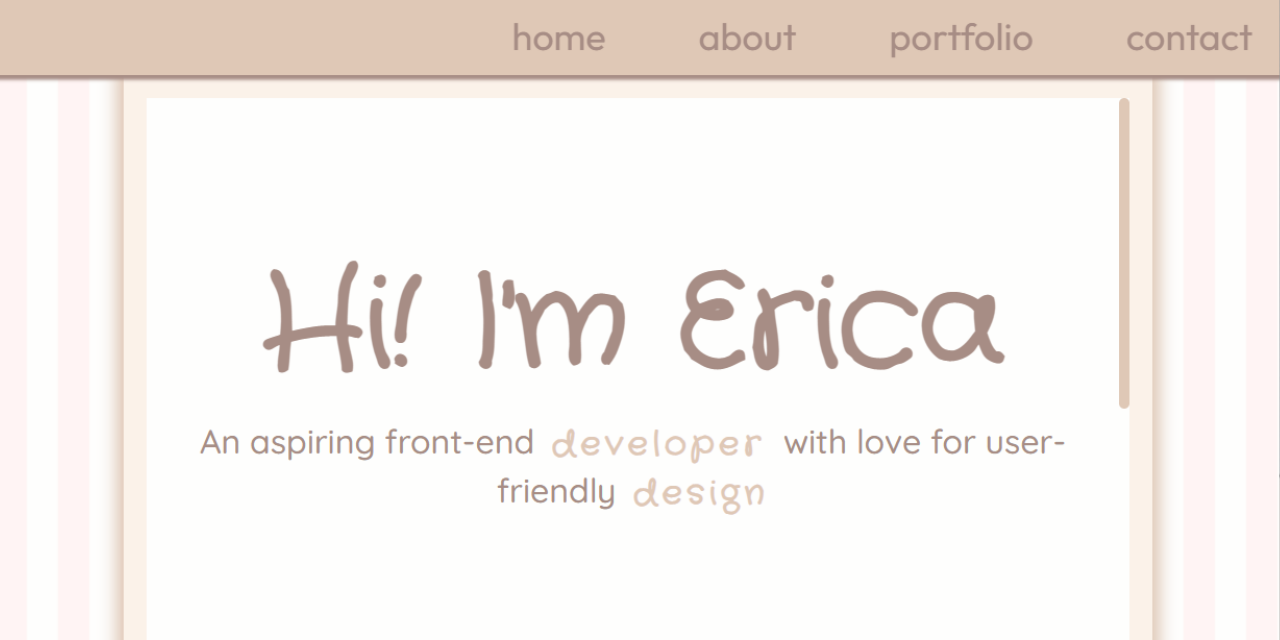 home about portfolio contact
Hi! I'm Erica
An aspiring front-end developer with love for user-
friendly design